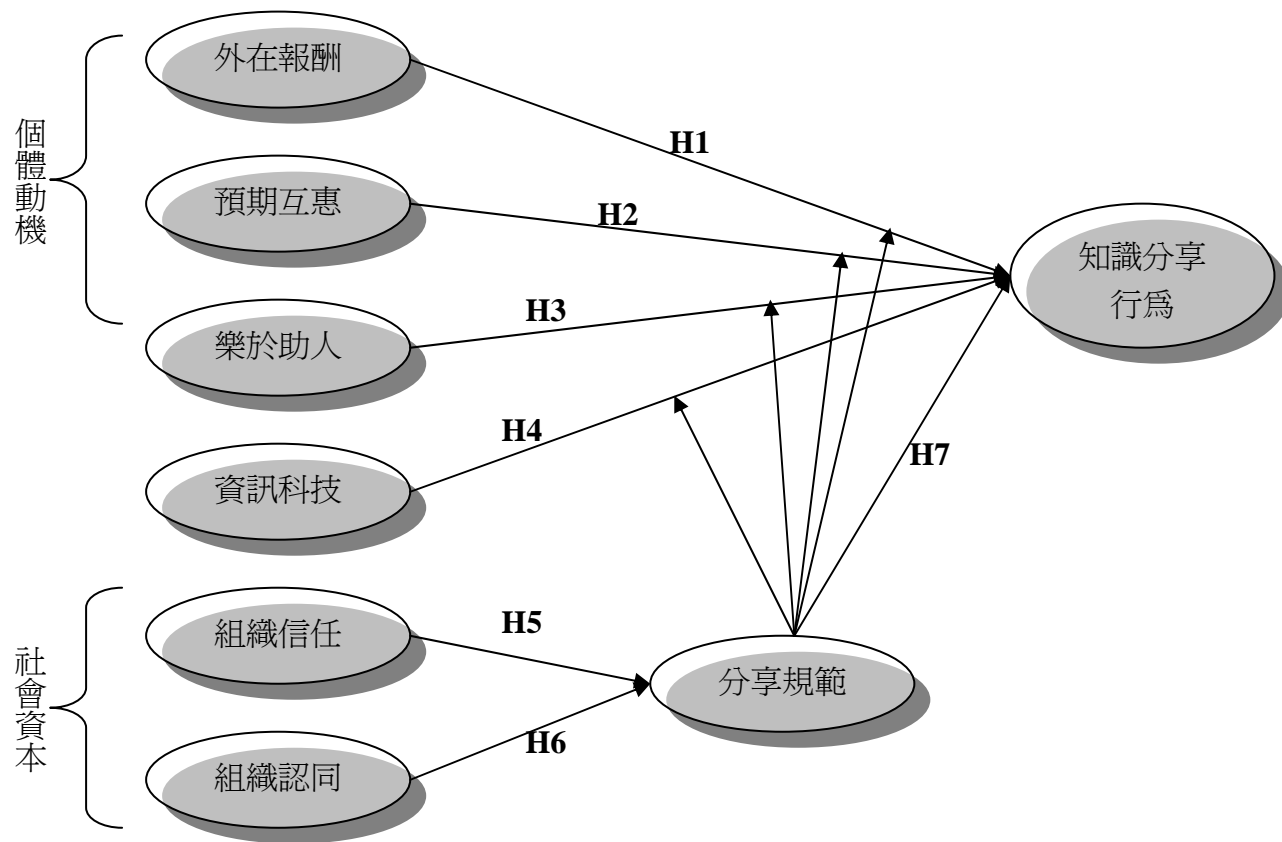 個體動機
外在報酬
H1
預期互惠
H2
知識分享
行為
樂於助人
H3
資訊科技
H4
H7
社會資本
組織信任
H5
分享規範
組織認同
H6